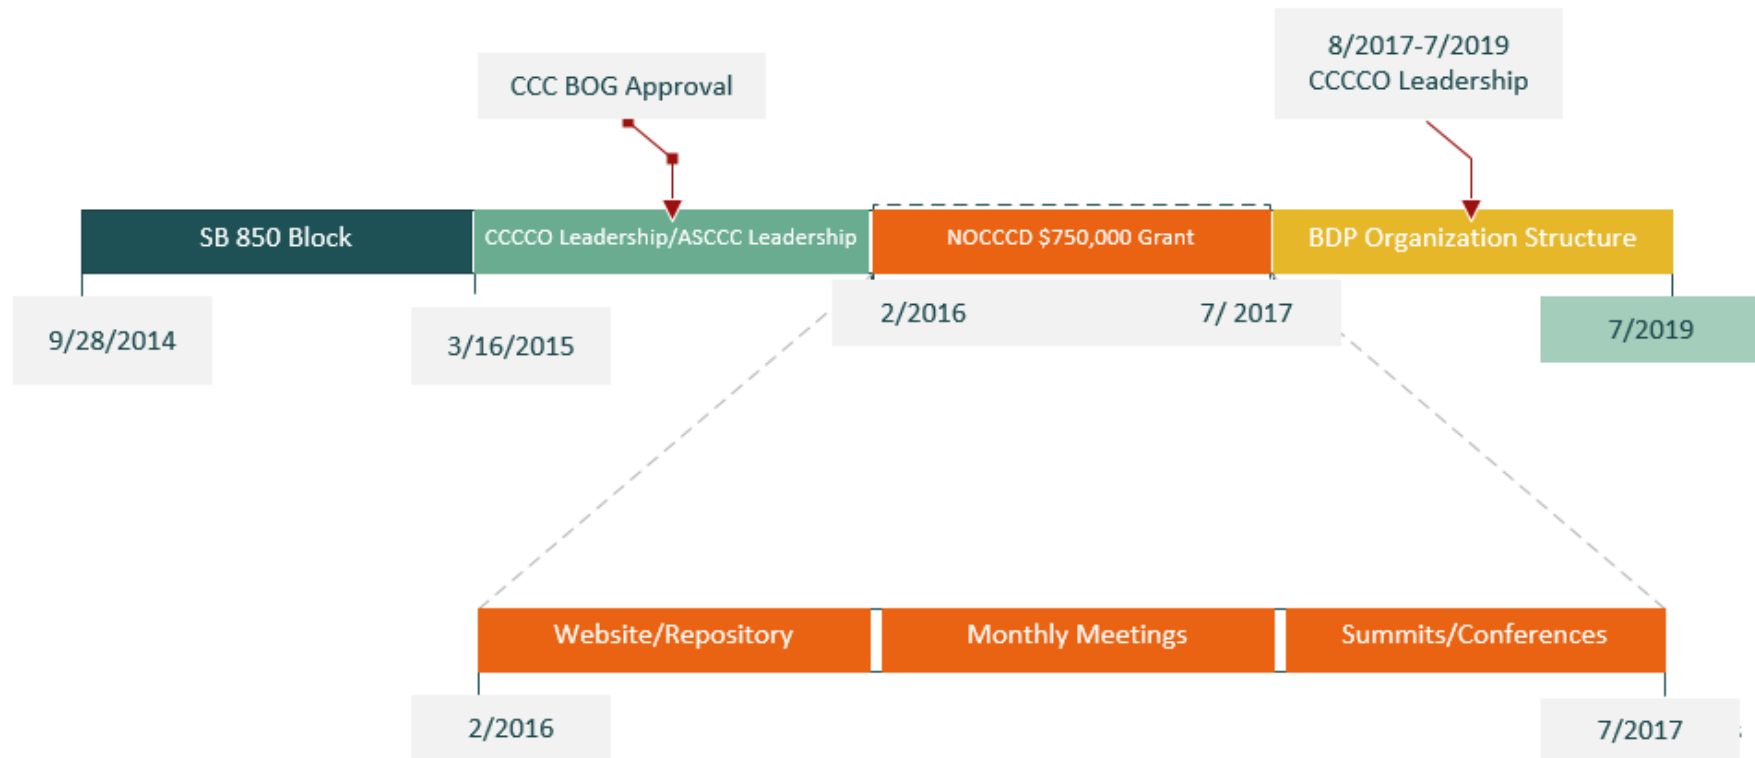 8/2017-7/2019
CCCCO Leadership
CCC BOG Approval
SB 850 Block
CCCCO Leadership/ASCCC Leadership
NOCCCD $750,000 Grant
BDP Organization Structure
9/28/2014
3/16/2015
2/2016
7/ 2017
7/2019
Website/Repository
Monthly Meetings
Summits/Conferences
2/2016
7/2017